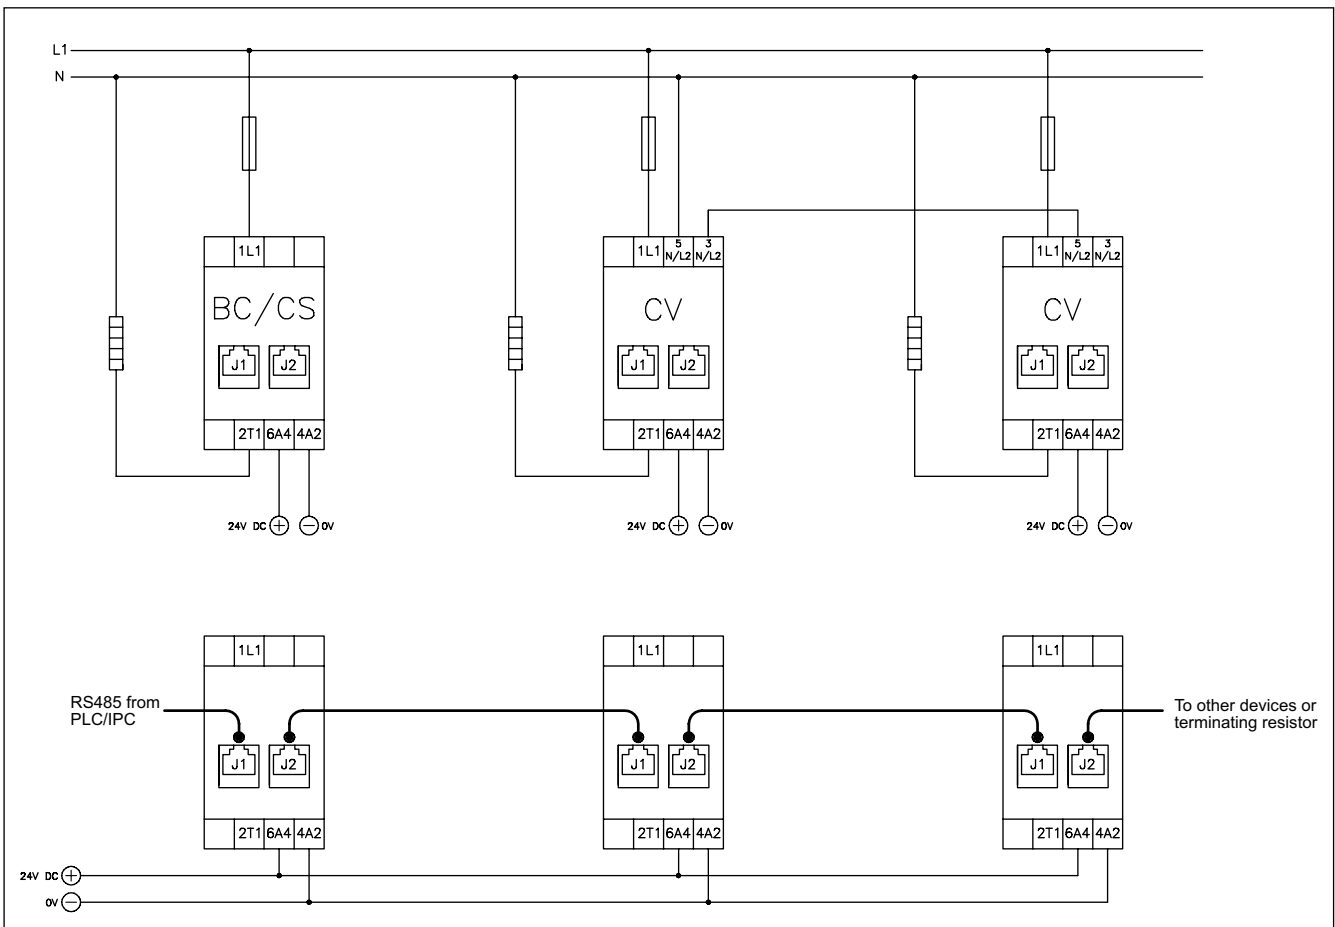 L1
N
1L1
1L1
5
N/L2
3
N/L2
1L1
5
N/L2
3
N/L2
BC/CS
CV
CV
J1 J2
J1 J2
J1 J2
2T1 6A4 4A2
2T1 6A4 4A2
2T1 6A4 4A2
24V DC + − 0V
24V DC + − 0V
24V DC + − 0V
1L1
1L1
1L1
RS485 from
PLC/IPC
To other devices or
terminating resistor
J1 J2
J1 J2
J1 J2
2T1 6A4 4A2
2T1 6A4 4A2
2T1 6A4 4A2
24V DC +
0V −